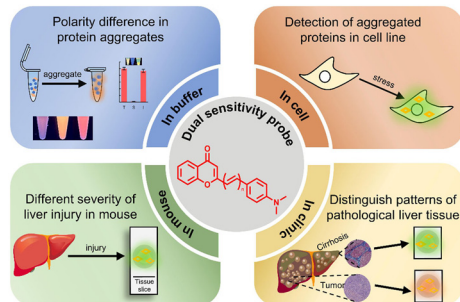 Polarity difference in
protein aggregates
aggregate
In buffer
Detection of aggregated
proteins in cell line
stress
In cell
Dual sensitivity probe
O
O
n
N
Different severity of
liver injury in mouse
injury
Tissue
slice
In mouse
Distinguish patterns of
pathological liver tissue
Cirrhosis
Tumor
In clinic